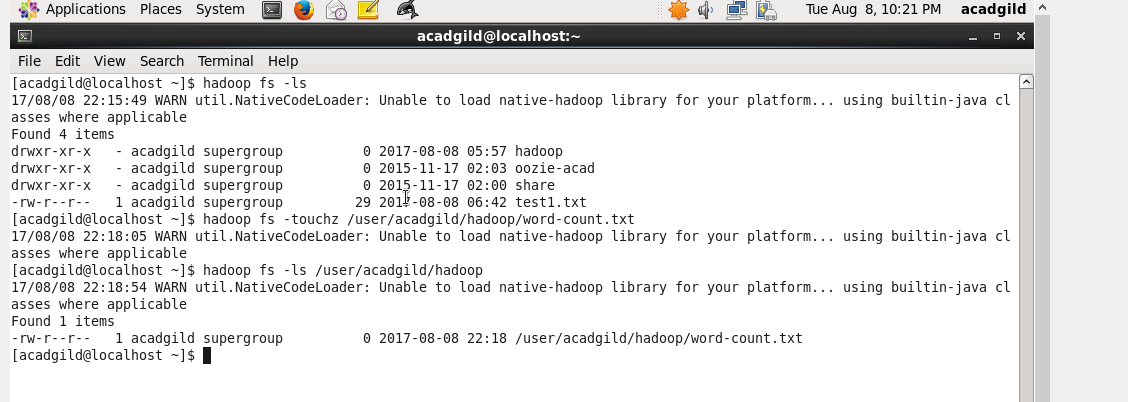 Applications Places System Tue Aug 8, 10:21 PM acadgild
acadgild@localhost:~
File Edit View Search Terminal Help
[acadgild@localhost ~]$ hadoop fs -ls
17/08/08 22:15:49 WARN util.NativeCodeLoader: Unable to load native-hadoop library for your platform... using builtin-java cl
asses where applicable
Found 4 items
drwxr-xr-x   - acadgild supergroup          0 2017-08-08 05:57 hadoop
drwxr-xr-x   - acadgild supergroup          0 2015-11-17 02:03 oozie-acad
drwxr-xr-x   - acadgild supergroup          0 2015-11-17 02:00 share
-rw-r--r--   1 acadgild supergroup         29 2017-08-08 06:42 test1.txt
[acadgild@localhost ~]$ hadoop fs -touchz /user/acadgild/hadoop/word-count.txt
17/08/08 22:18:05 WARN util.NativeCodeLoader: Unable to load native-hadoop library for your platform... using builtin-java cl
asses where applicable
[acadgild@localhost ~]$ hadoop fs -ls /user/acadgild/hadoop
17/08/08 22:18:54 WARN util.NativeCodeLoader: Unable to load native-hadoop library for your platform... using builtin-java cl
asses where applicable
Found 1 items
-rw-r--r--   1 acadgild supergroup          0 2017-08-08 22:18 /user/acadgild/hadoop/word-count.txt
[acadgild@localhost ~]$